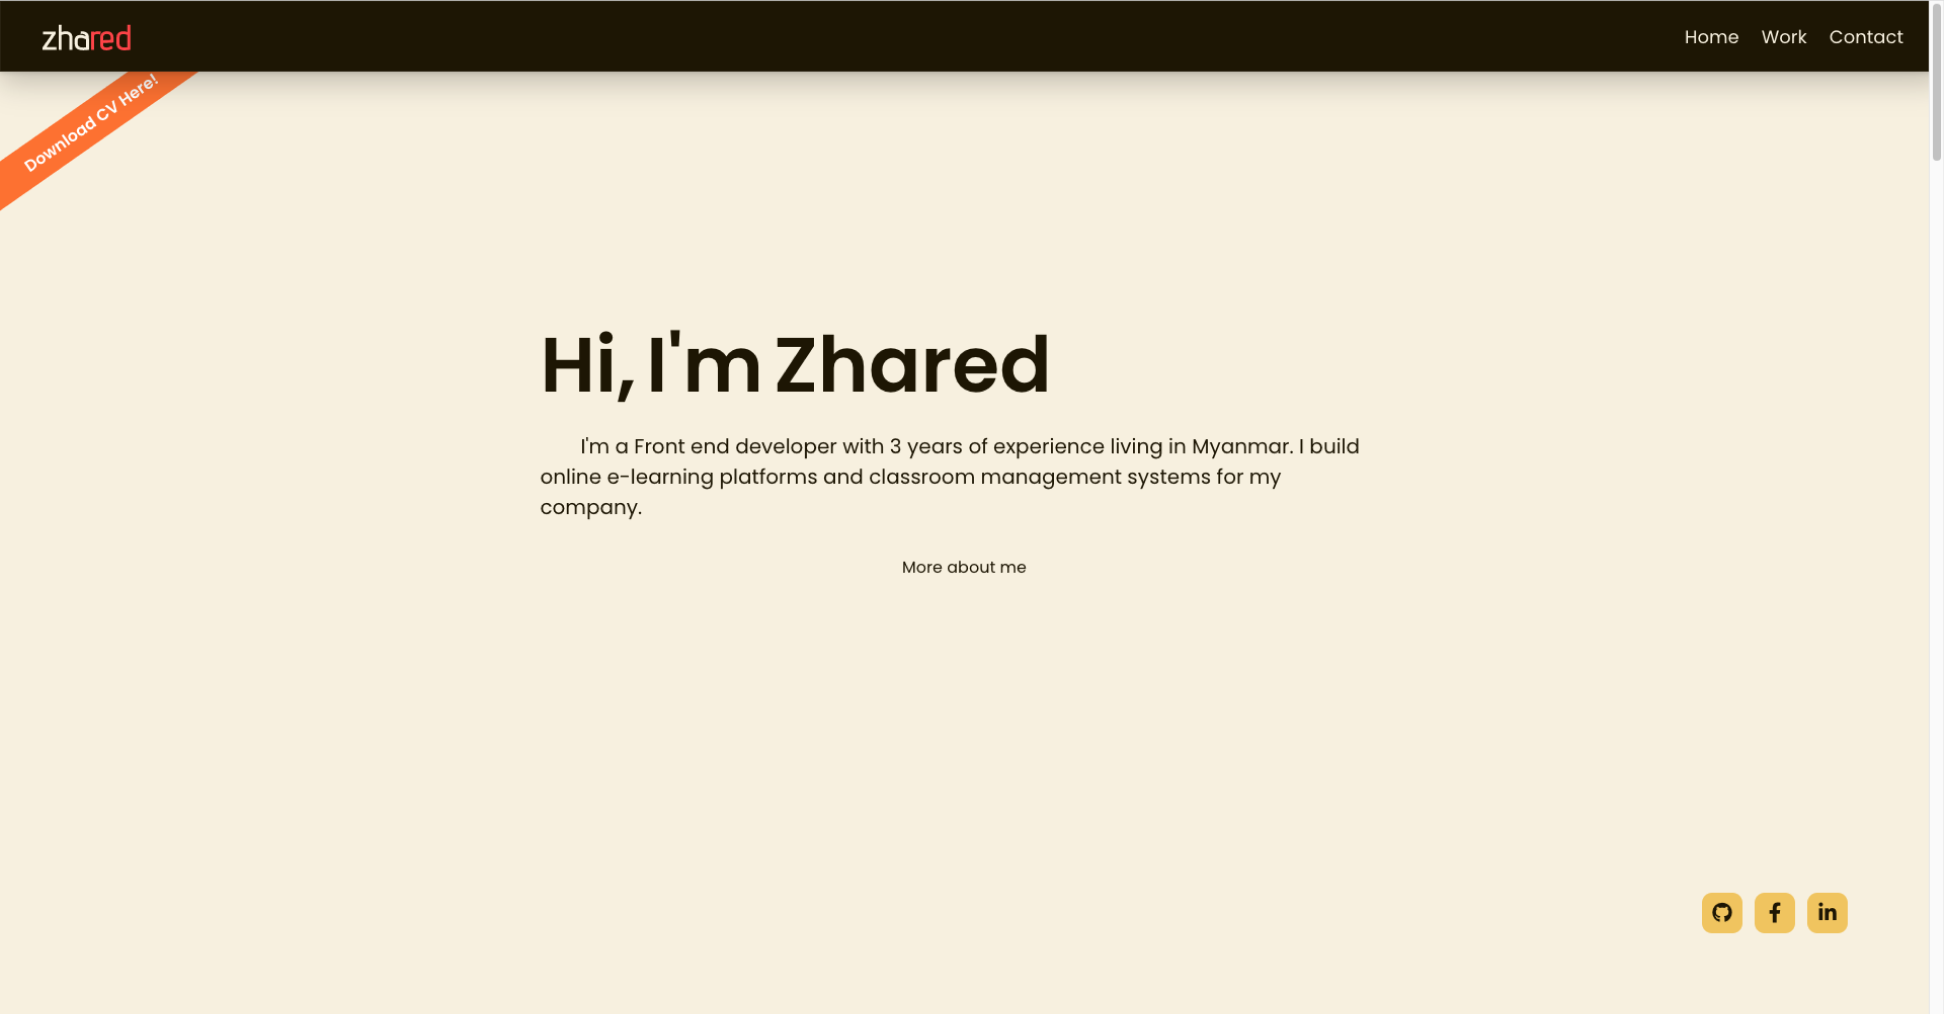 zhared
Home Work Contact
Download CV Here!
Hi, I'm Zhared
I'm a Front end developer with 3 years of experience living in Myanmar. I build
online e-learning platforms and classroom management systems for my
company.
More about me
in